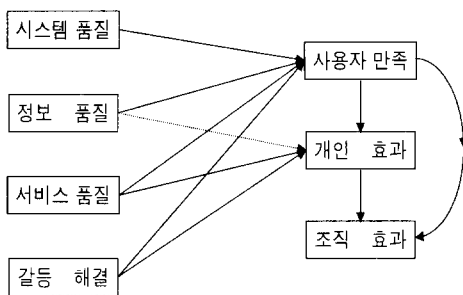 시스템 품질
사용자 만족
정보 품질
개인 효과
서비스 품질
조직 효과
갈등 해결